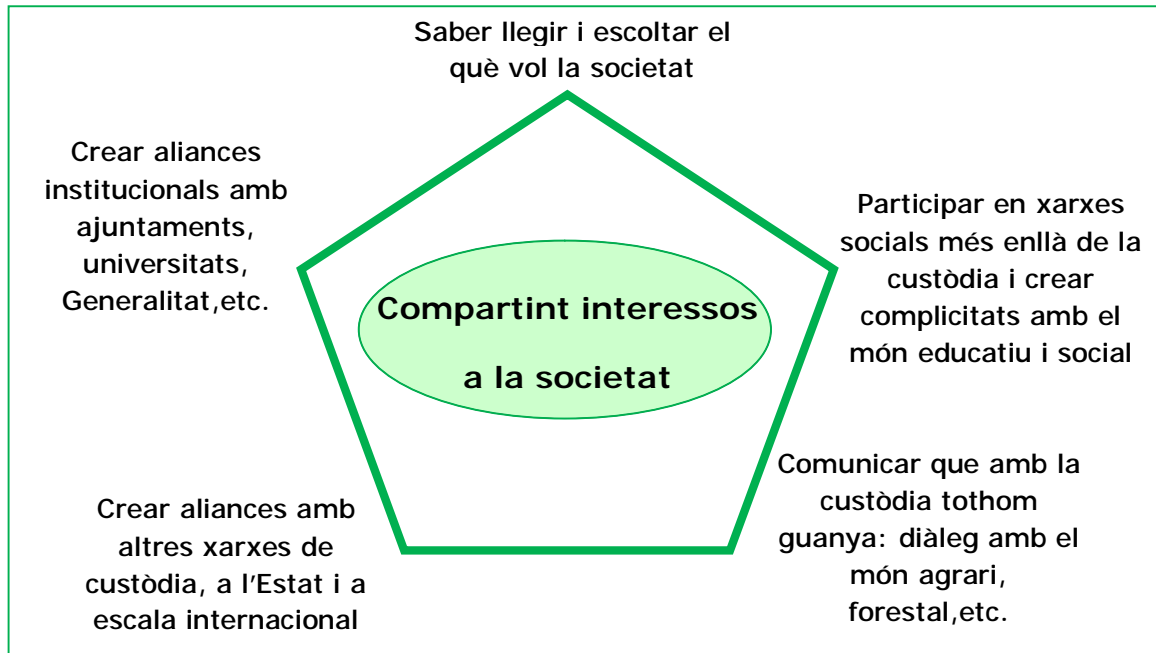 Saber llegir i escoltar el
què vol la societat
Crear aliances
institucionals amb
ajuntaments,
universitats,
Generalitat,etc.
Participar en xarxes
socials més enllà de la
custòdia i crear
complicitats amb el
món educatiu i social
Compartint interessos
a la societat
Comunicar que amb la
custòdia tothom
guanya: diàleg amb el
món agrari,
forestal,etc.
Crear aliances amb
altres xarxes de
custòdia, a l'Estat i a
escala internacional